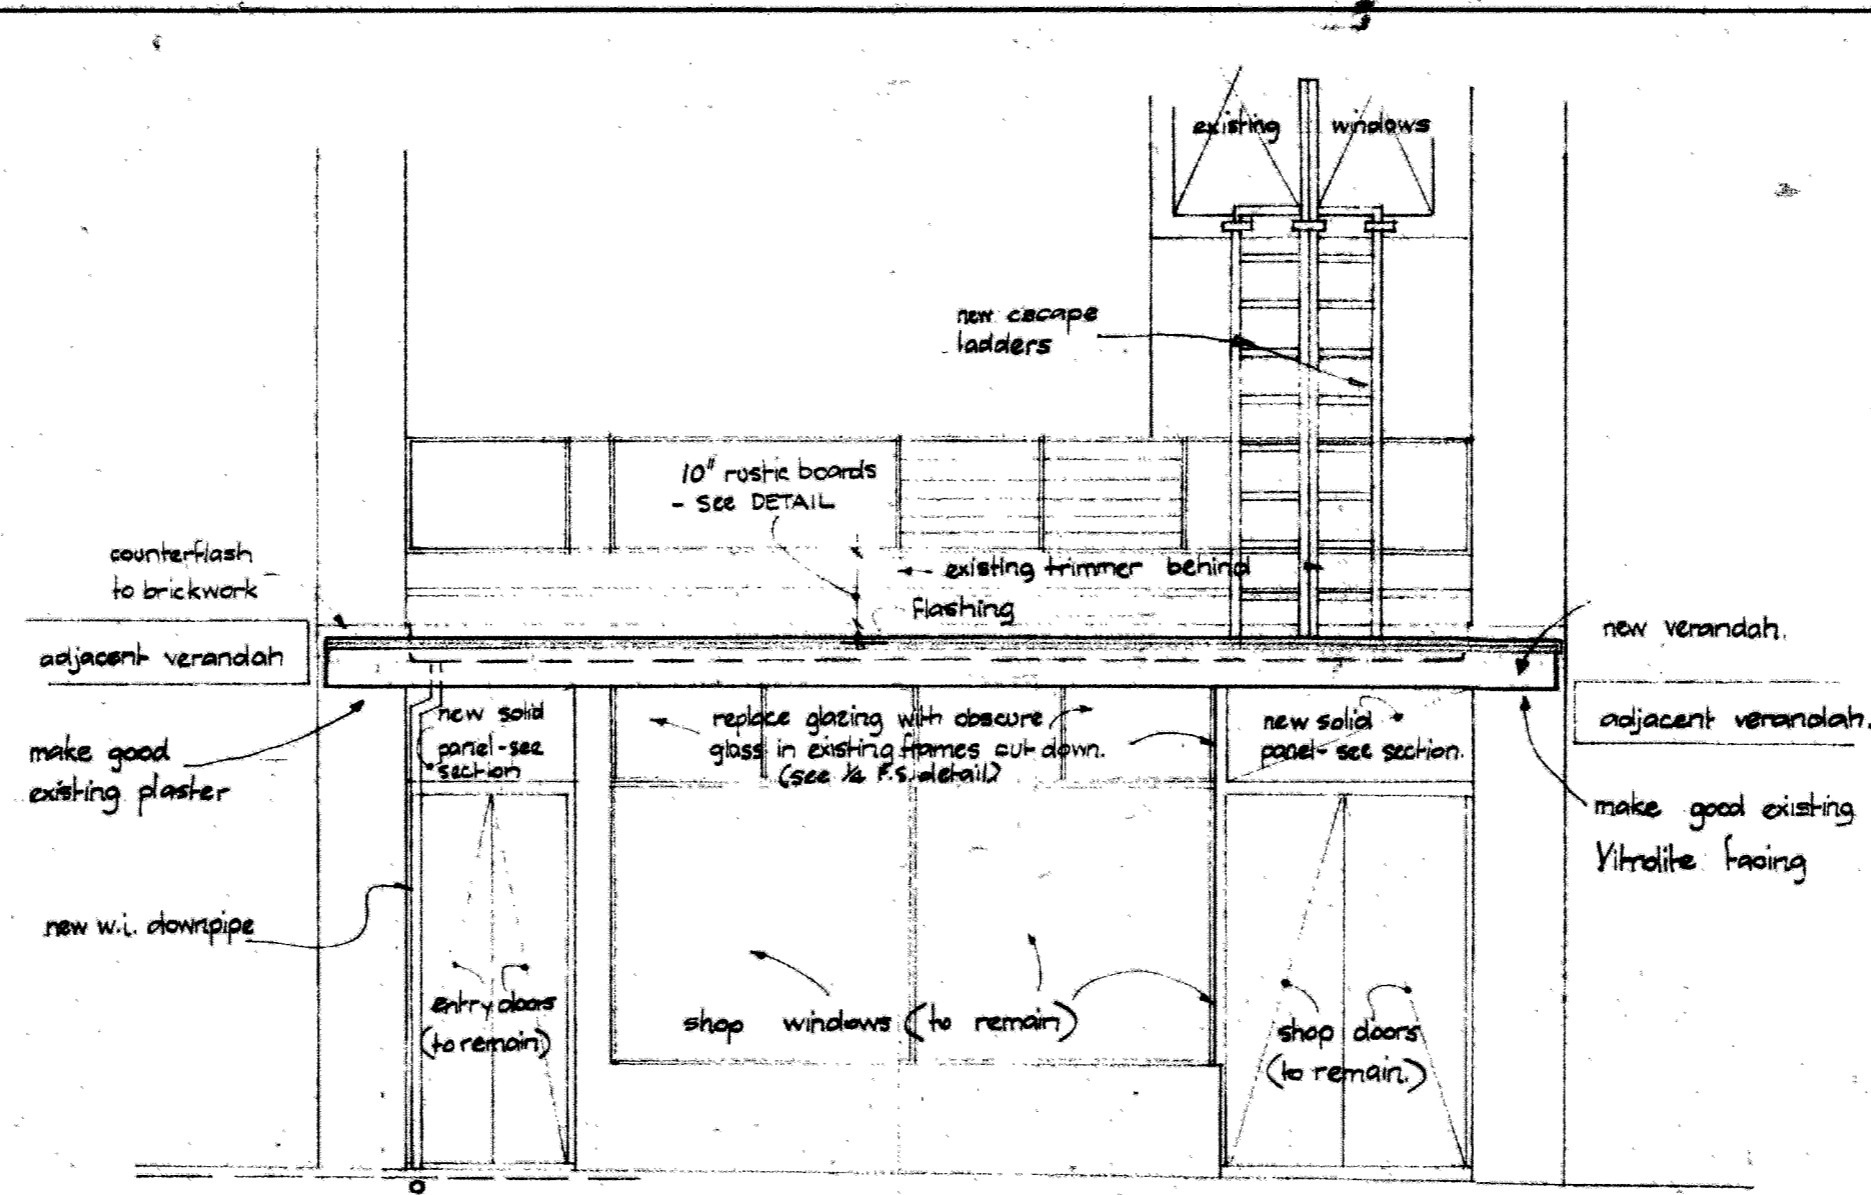 existing windows
new escape
ladders
10" rustic boards
- See DETAIL
counterflash
to brickwork
existing trimmer behind
flashing
adjacent verandah
new verandah.
new solid
panel-see
section
replace glazing with obscure
glass in existing frames cut down.
(see 1/4 F.S. detail)
new solid
panel- see section.
adjacent verandah.
make good
existing plaster
make good existing
Vitrolite facing
new w.i. downpipe
entry doors
(to remain)
shop windows (to remain)
shop doors
(to remain.)